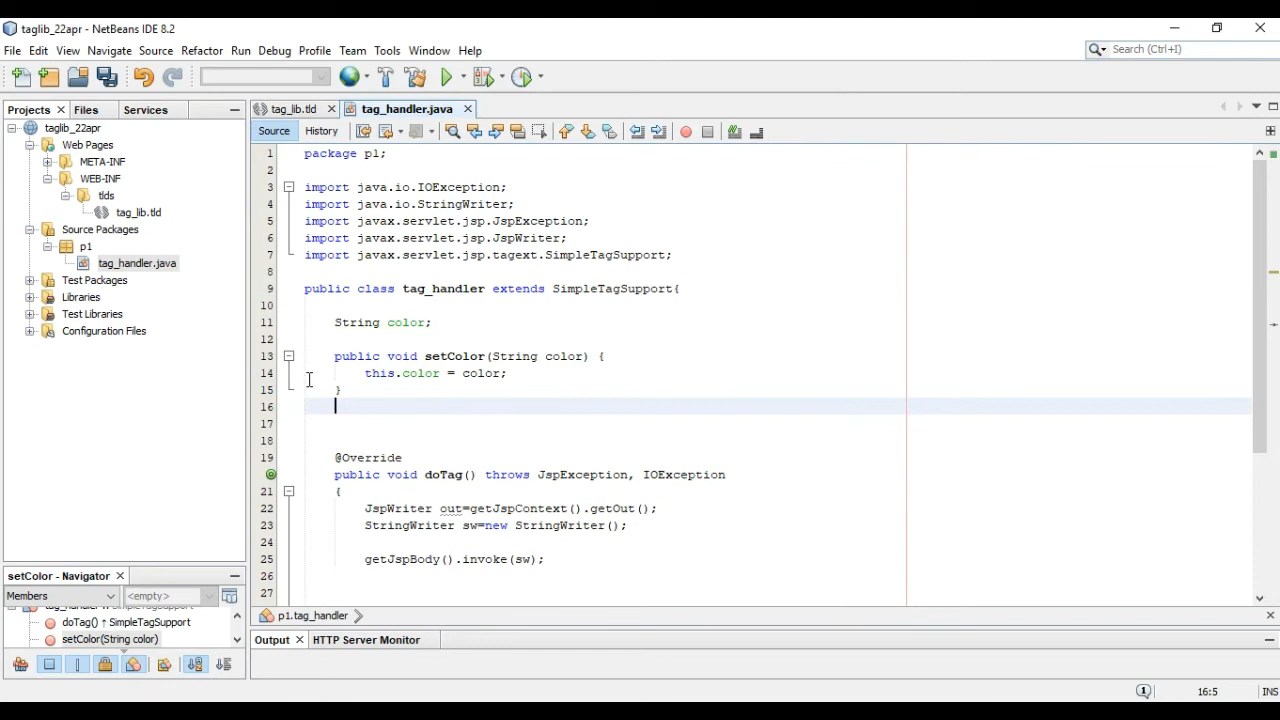 taglib_22apr - NetBeans IDE 8.2
File Edit View Navigate Source Refactor Run Debug Profile Team Tools Window Help
Search (Ctrl+I)
Projects Files Services
tag_lib.tld tag_handler.java
taglib_22apr
Web Pages
META-INF
WEB-INF
tlds
tag_lib.tld
Source Packages
p1
tag_handler.java
Test Packages
Libraries
Test Libraries
Configuration Files
Source History
1 package p1;
2
3 import java.io.IOException;
4 import java.io.StringWriter;
5 import javax.servlet.jsp.JspException;
6 import javax.servlet.jsp.JspWriter;
7 import javax.servlet.jsp.tagext.SimpleTagSupport;
8
9 public class tag_handler extends SimpleTagSupport{
10
11 String color;
12
13 public void setColor(String color) {
14 this.color = color;
15 }
16
17
18
19 @Override
public void doTag() throws JspException, IOException
21 {
22 JspWriter out=getJspContext().getOut();
23 StringWriter sw=new StringWriter();
24
25 getJspBody().invoke(sw);
26
27
setColor - Navigator
Members <empty>
doTag() ↑ SimpleTagSupport
setColor(String color)
p1.tag_handler
Output HTTP Server Monitor
1 16:5 INS